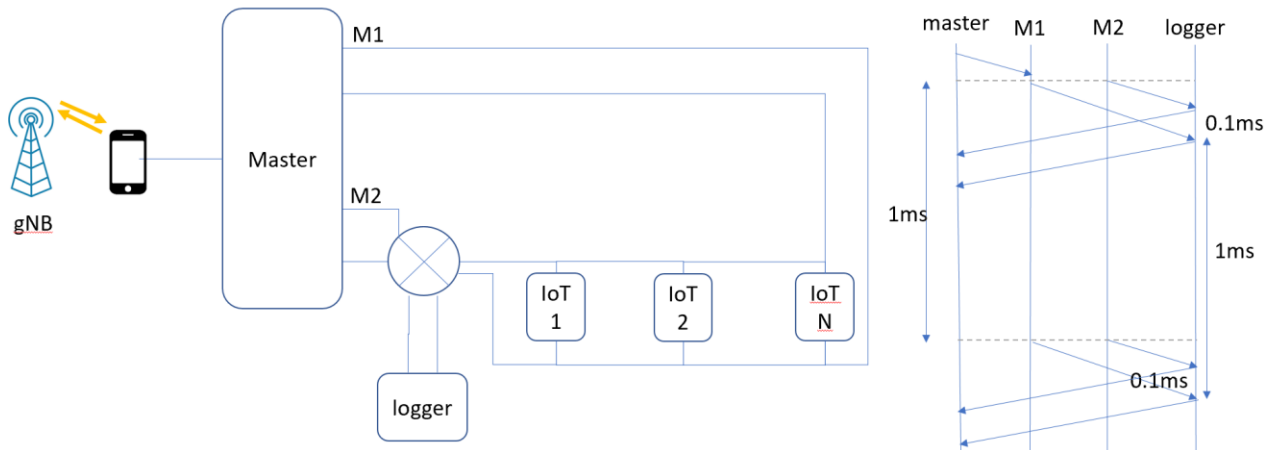 M1
Master
M2
gNB
IoT
1
IoT
2
IoT
N
logger
master
M1
M2
logger
0.1ms
1ms
1ms
0.1ms